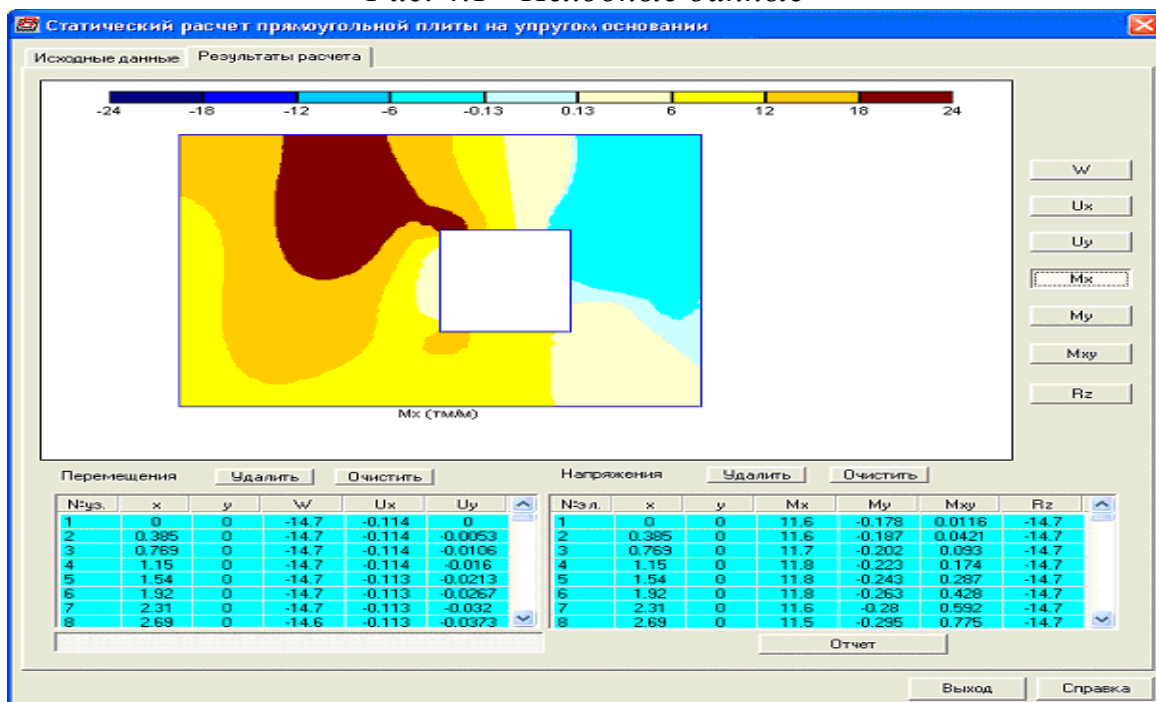 Статический расчет прямоугольной плиты на упругом основании
Исходные данные Результаты расчета
-24 -18 -12 -6 -0.13 0.13 6 12 18 24
W
Ux
Uy
Mx
My
Mxy
Rz
Mx (тм/м)
Перемещения Удалить Очистить Напряжения Удалить Очистить
№уз. x y W Ux Uy №эл. x y Mx My Mxy Rz
1 0 0 -14.7 -0.114 0 1 0 0 11.6 -0.178 0.0116 -14.7
2 0.385 0 -14.7 -0.114 -0.0053 2 0.385 0 11.6 -0.187 0.0421 -14.7
3 0.769 0 -14.7 -0.114 -0.0106 3 0.769 0 11.7 -0.202 0.093 -14.7
4 1.15 0 -14.7 -0.114 -0.016 4 1.15 0 11.8 -0.223 0.174 -14.7
5 1.54 0 -14.7 -0.113 -0.0213 5 1.54 0 11.8 -0.243 0.287 -14.7
6 1.92 0 -14.7 -0.113 -0.0267 6 1.92 0 11.8 -0.263 0.428 -14.7
7 2.31 0 -14.7 -0.113 -0.032 7 2.31 0 11.6 -0.28 0.592 -14.7
8 2.69 0 -14.6 -0.113 -0.0373 8 2.69 0 11.5 -0.295 0.775 -14.7
Отчет
Выход Справка